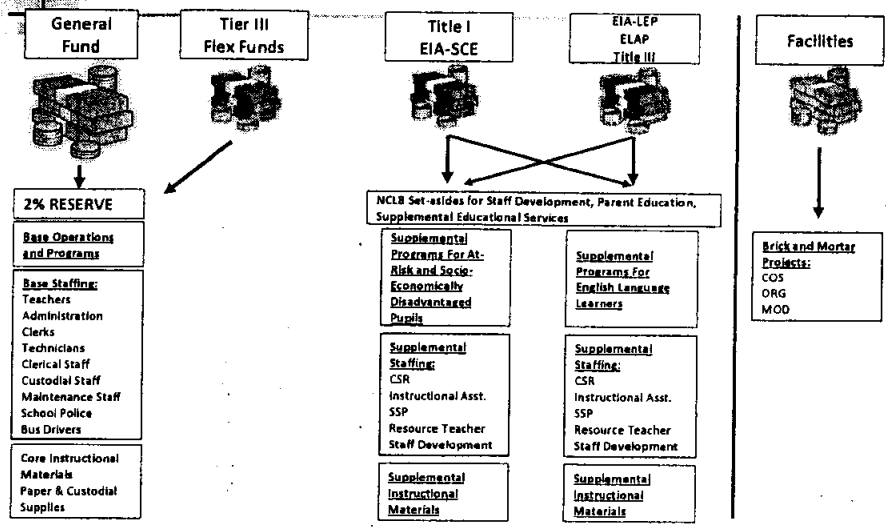 General
Fund
Tier III
Flex Funds
Title I
EIA-SCE
EIA-LEP
ELAP
Title III
Facilities
2% RESERVE
Base Operations
and Programs
Base Staffing:
Teachers
Administration
Clerks
Technicians
Clerical Staff
Custodial Staff
Maintenance Staff
School Police
Bus Drivers
Core Instructional
Materials
Paper & Custodial
Supplies
NCLB Set-asides for Staff Development, Parent Education,
Supplemental Educational Services
Supplemental
Programs For At-
Risk and Socio-
Economically
Disadvantaged
Pupils
Supplemental
Staffing:
CSR
Instructional Asst.
SSP
Resource Teacher
Staff Development
Supplemental
Instructional
Materials
Supplemental
Programs For
English Language
Learners
Supplemental
Staffing:
CSR
Instructional Asst.
SSP
Resource Teacher
Staff Development
Supplemental
Instructional
Materials
Brick and Mortar
Projects:
COS
ORG
MOD